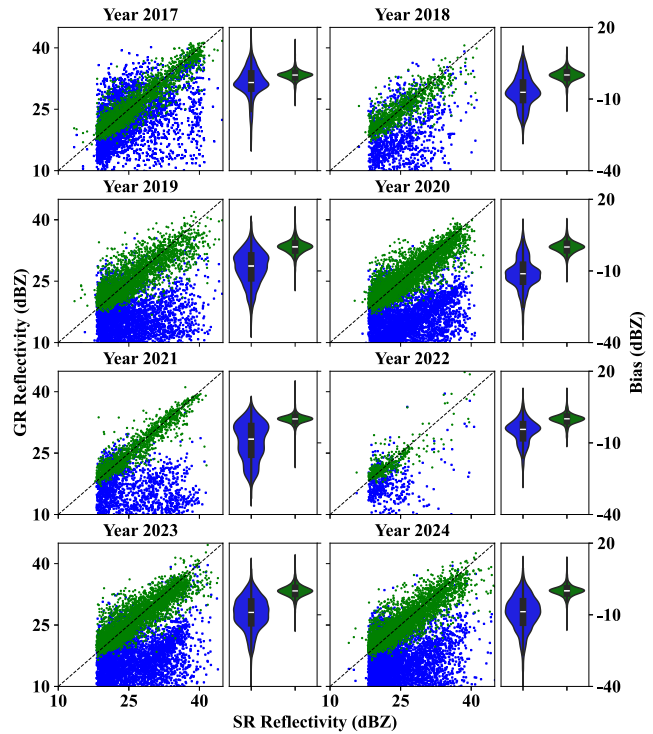 Year 2017
Year 2018
40
25
10
20
-10
-40
Year 2019
Year 2020
40
25
10
20
-10
-40
GR Reflectivity (dBZ)
Bias (dBZ)
Year 2021
Year 2022
40
25
10
20
-10
-40
Year 2023
Year 2024
40
25
10
20
-10
-40
10 25 40 10 25 40
SR Reflectivity (dBZ)